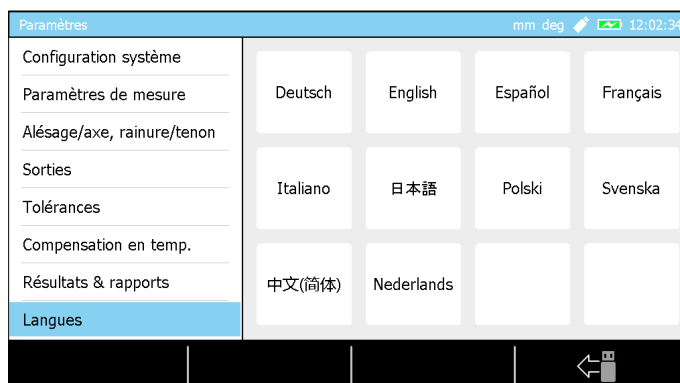 Paramètres
mm deg 12:02:34
Configuration système
Paramètres de mesure
Alésage/axe, rainure/tenon
Sorties
Tolérances
Compensation en temp.
Résultats & rapports
Langues
Deutsch English Español Français
Italiano 日本語 Polski Svenska
中文(简体) Nederlands